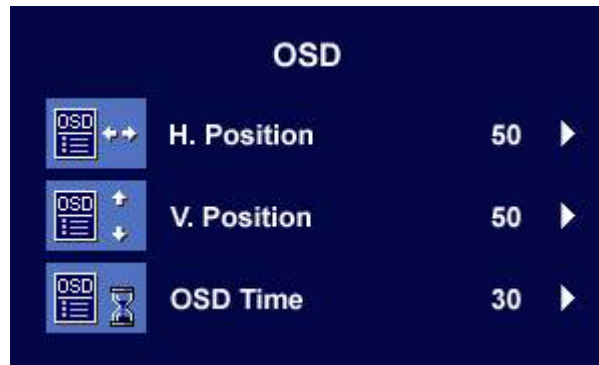 OSD
OSD H. Position 50
OSD V. Position 50
OSD OSD Time 30